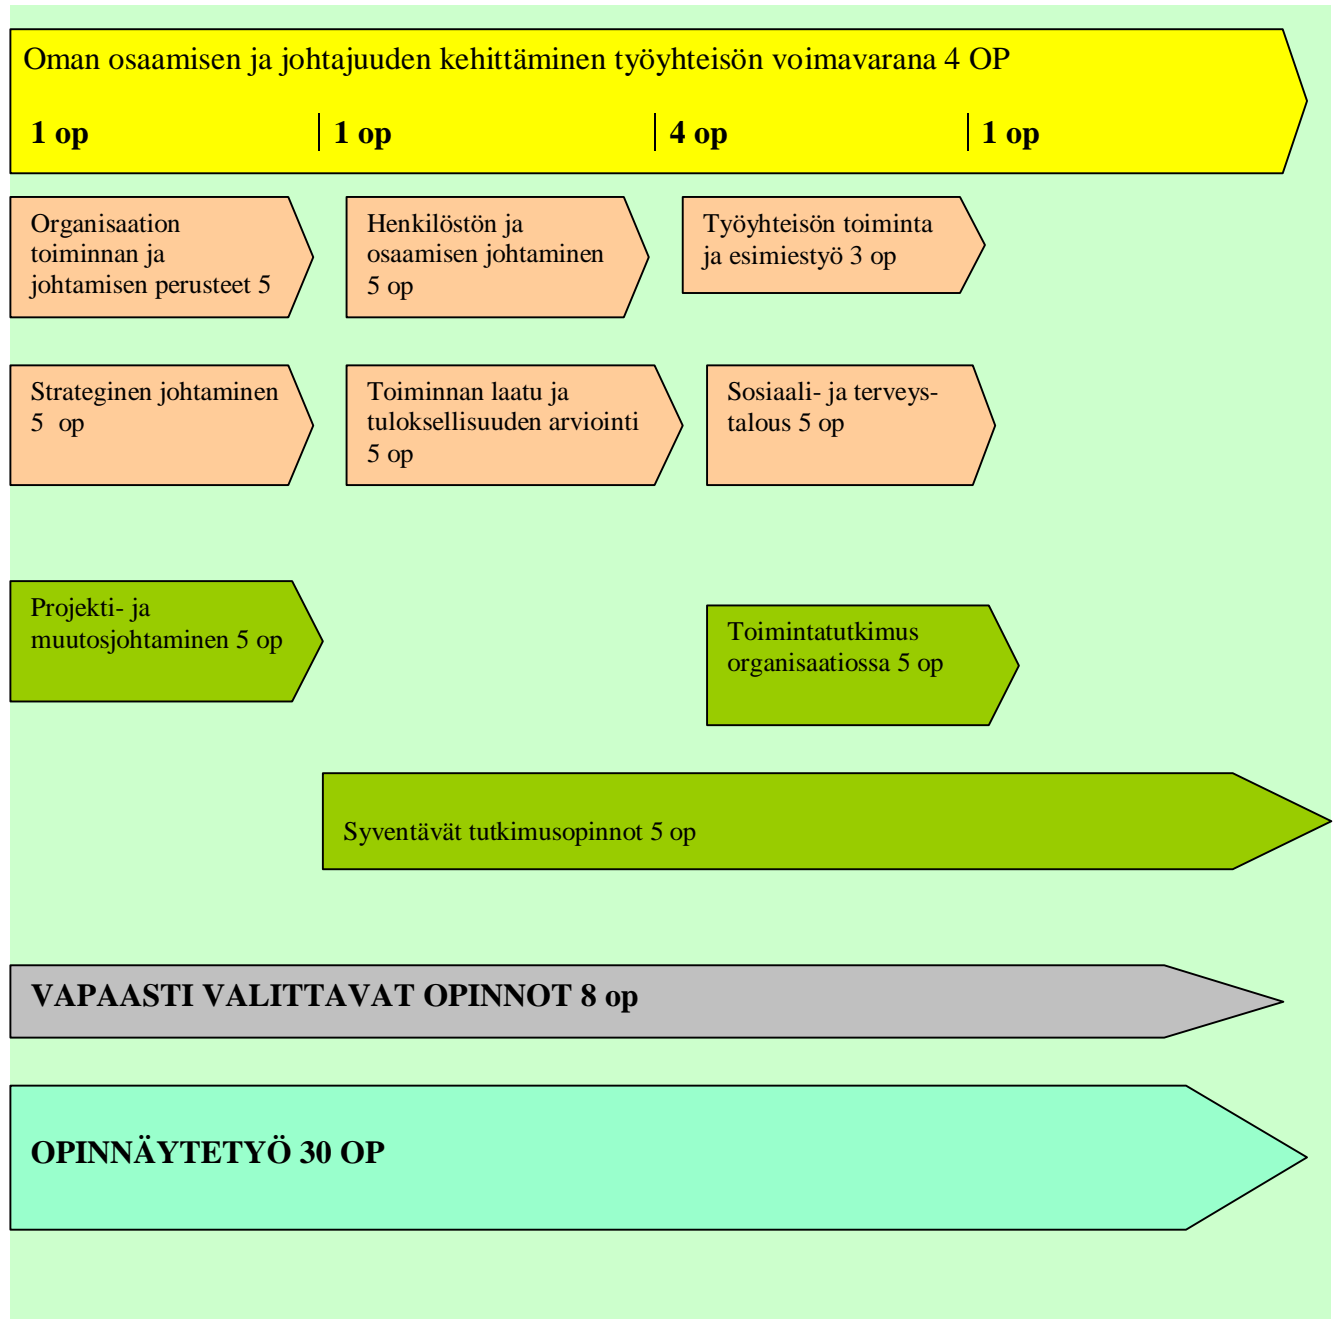 Oman osaamisen ja johtajuuden kehittäminen työyhteisön voimavarana 4 OP
1 op 1 op 4 op 1 op
Organisaation
toiminnan ja
johtamisen perusteet 5
Henkilöstön ja
osaamisen johtaminen
5 op
Työyhteisön toiminta
ja esimiestyö 3 op
Strateginen johtaminen
5 op
Toiminnan laatu ja
tuloksellisuuden arviointi
5 op
Sosiaali- ja terveys-
talous 5 op
Projekti- ja
muutosjohtaminen 5 op
Toimintatutkimus
organisaatiossa 5 op
Syventävät tutkimusopinnot 5 op
VAPAASTI VALITTAVAT OPINNOT 8 op
OPINNÄYTETYÖ 30 OP